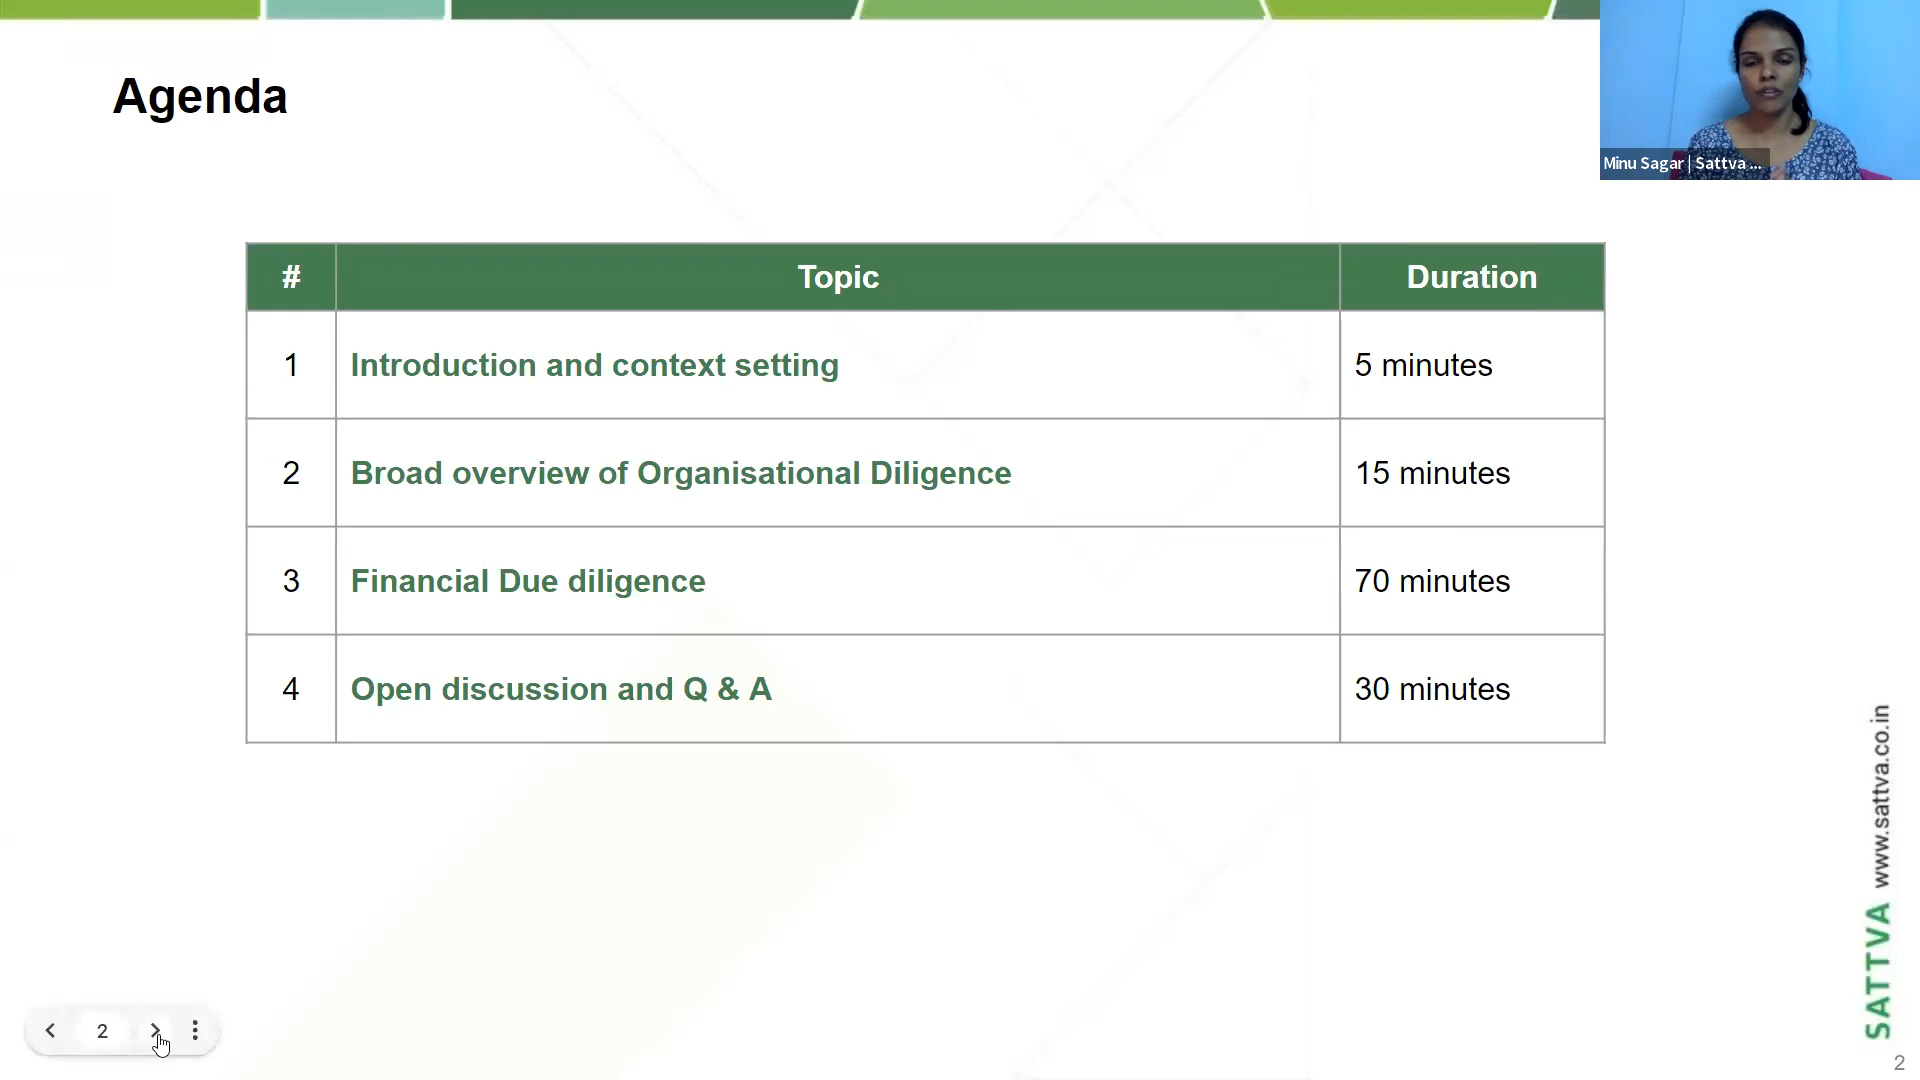 Agenda
Minu Sagar | Sattva ...
# Topic Duration
1 Introduction and context setting 5 minutes
2 Broad overview of Organisational Diligence 15 minutes
3 Financial Due diligence 70 minutes
4 Open discussion and Q & A 30 minutes
SATTVA www.sattva.co.in
2
2